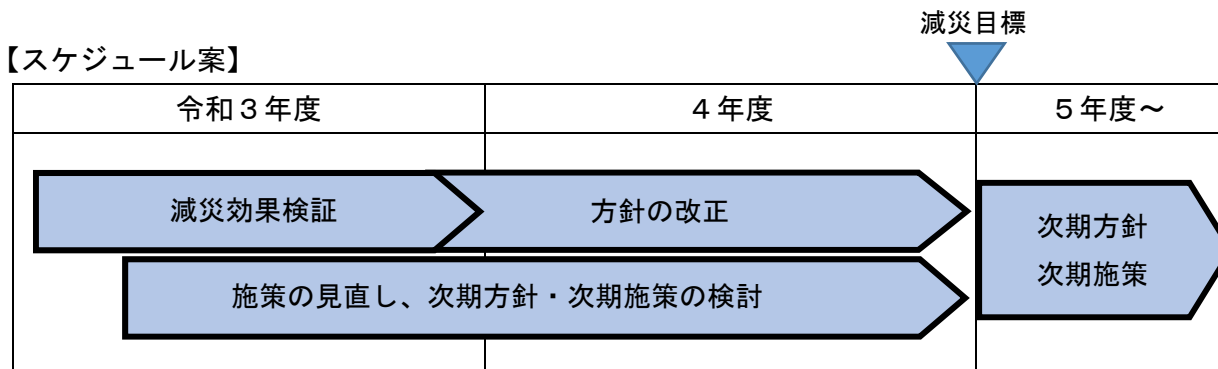 減災目標
【スケジュール案】
令和３年度
４年度
５年度～
減災効果検証
方針の改正
次期方針
次期施策
施策の見直し、次期方針・次期施策の検討